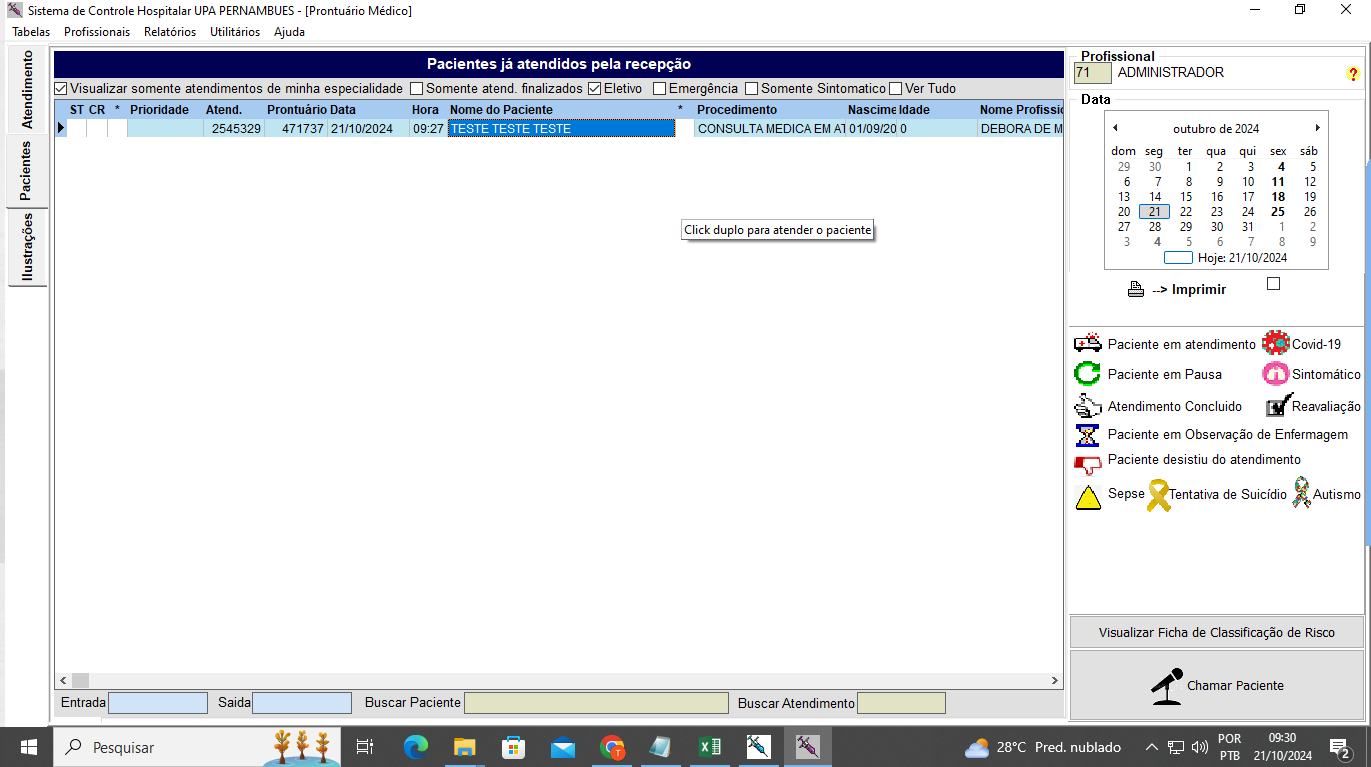 Sistema de Controle Hospitalar UPA PERNAMBUES - [Prontuário Médico]
Tabelas Profissionais Relatórios Utilitários Ajuda
Atendimento
Pacientes
Ilustrações
Pacientes já atendidos pela recepção
Visualizar somente atendimentos de minha especialidade Somente atend. finalizados Eletivo Emergência Somente Sintomatico Ver Tudo
ST CR * Prioridade Atend. Prontuário Data Hora Nome do Paciente * Procedimento Nascime Idade Nome Profissio
2545329 471737 21/10/2024 09:27 TESTE TESTE TESTE CONSULTA MEDICA EM AT 01/09/20 0 DEBORA DE M
Click duplo para atender o paciente
Entrada Saida Buscar Paciente Buscar Atendimento
Profissional
71 ADMINISTRADOR ?
Data
outubro de 2024
dom seg ter qua qui sex sáb
29 30 1 2 3 4 5
6 7 8 9 10 11 12
13 14 15 16 17 18 19
20 21 22 23 24 25 26
27 28 29 30 31 1 2
3 4 5 6 7 8 9
Hoje: 21/10/2024
--> Imprimir
Paciente em atendimento Covid-19
Paciente em Pausa Sintomático
Atendimento Concluido Reavaliação
Paciente em Observação de Enfermagem
Paciente desistiu do atendimento
Sepse Tentativa de Suicídio Autismo
Visualizar Ficha de Classificação de Risco
Chamar Paciente
Pesquisar T 28°C Pred. nublado POR PTB 09:30 21/10/2024 2